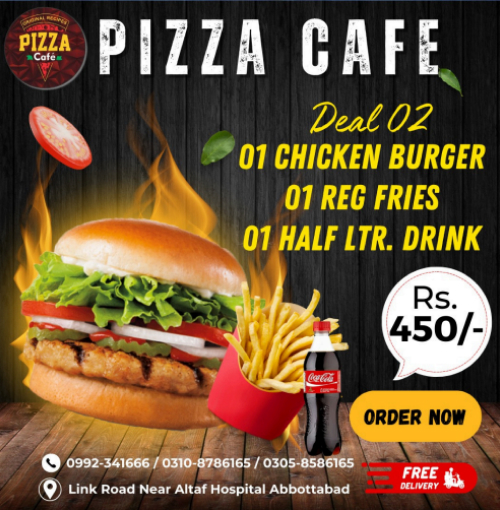 ORIGINAL RECIPES
PIZZA
Café
PIZZA CAFE
Deal 02
01 CHICKEN BURGER
01 REG FRIES
01 HALF LTR. DRINK
Rs.
450/-
Coca-Cola
ORDER NOW
0992-341666 / 0310-8786165 / 0305-8586165
Link Road Near Altaf Hospital Abbottabad
FREE
DELIVERY